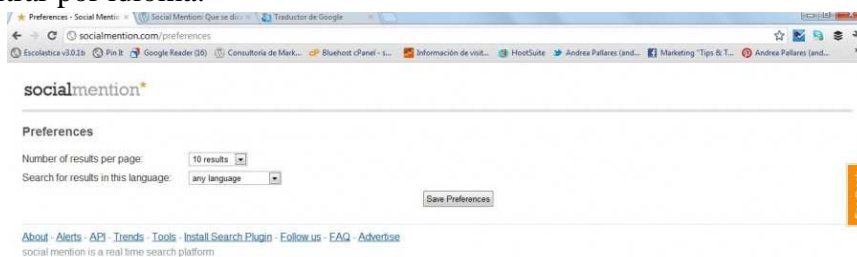 trar por idioma.
Preferences - Social Mentio Social Mention: Que se dic Traductor de Google
socialmention.com/preferences
Escolastica v3.0.1b Pin It Google Reader (16) Consultoría de Mark... Bluehost cPanel - s... Información de visit... HootSuite Andrea Pallares (and... Marketing "Tips & T... Andrea Pallares (and...
socialmention*
Preferences
Number of results per page: 10 results
Search for results in this language: any language
Save Preferences
About - Alerts - API - Trends - Tools - Install Search Plugin - Follow us - FAQ - Advertise
social mention is a real time search platform